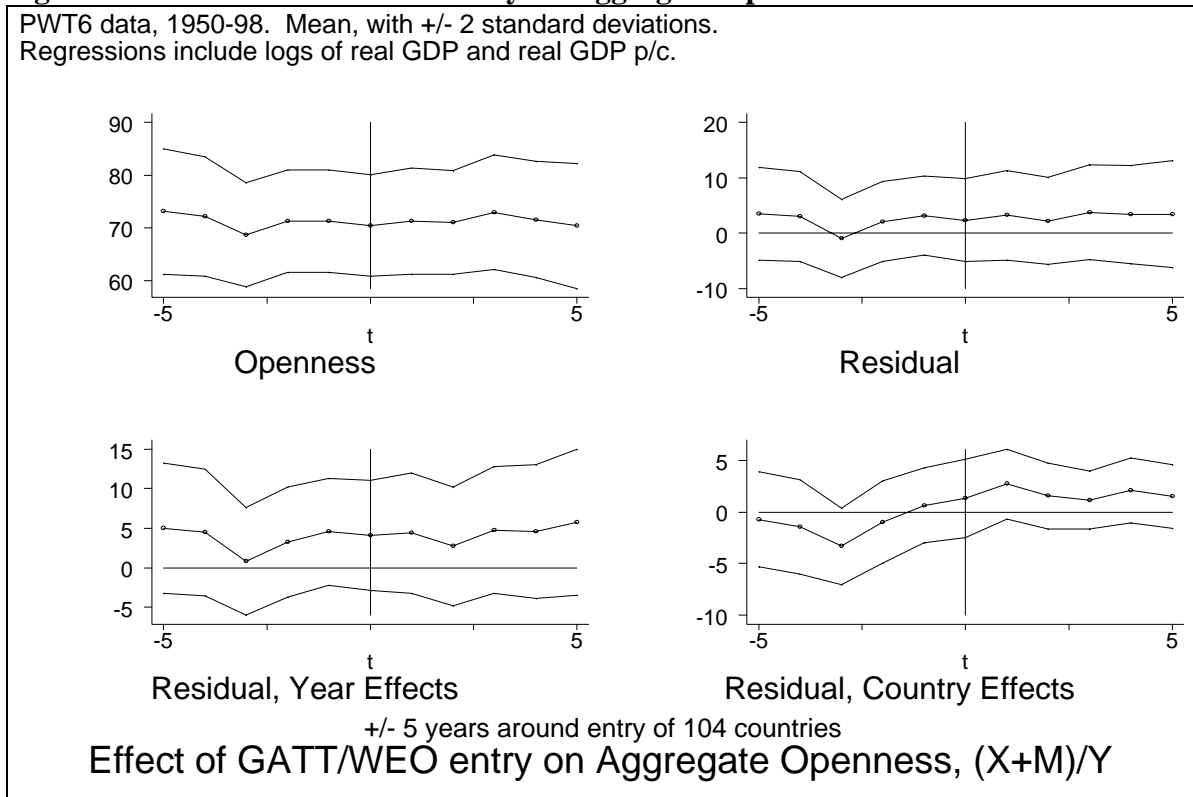 PWT6 data, 1950-98. Mean, with +/- 2 standard deviations.
Regressions include logs of real GDP and real GDP p/c.
90
80
70
60
-5
5
t
Openness
20
10
0
-10
-5
5
t
Residual
15
10
5
0
-5
-5
5
t
Residual, Year Effects
5
0
-5
-10
-5
5
t
Residual, Country Effects
+/- 5 years around entry of 104 countries
Effect of GATT/WEO entry on Aggregate Openness, (X+M)/Y